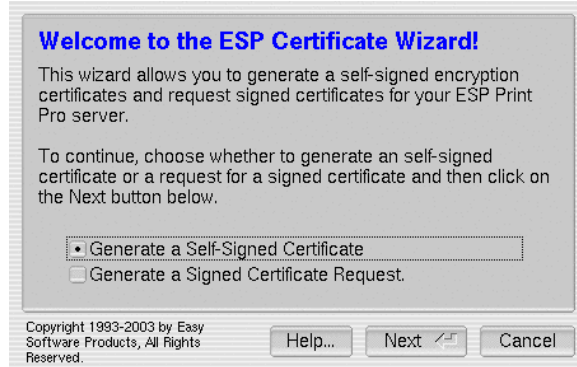 Welcome to the ESP Certificate Wizard!
This wizard allows you to generate a self-signed encryption
certificates and request signed certificates for your ESP Print
Pro server.
To continue, choose whether to generate an self-signed
certificate or a request for a signed certificate and then click on
the Next button below.
Generate a Self-Signed Certificate
Generate a Signed Certificate Request.
Copyright 1993-2003 by Easy
Software Products, All Rights
Reserved.
Help... Next Cancel